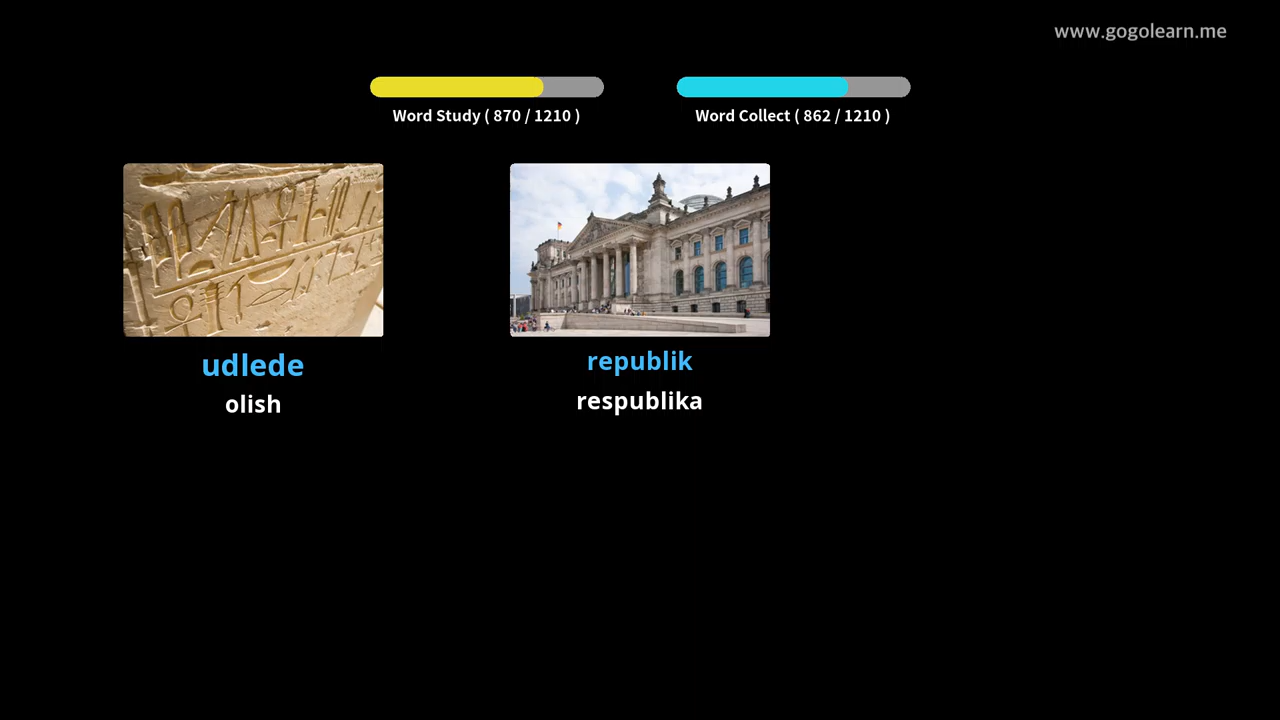 www.gogolearn.me
Word Study ( 870 / 1210 )
Word Collect ( 862 / 1210 )
udlede
olish
republik
respublika